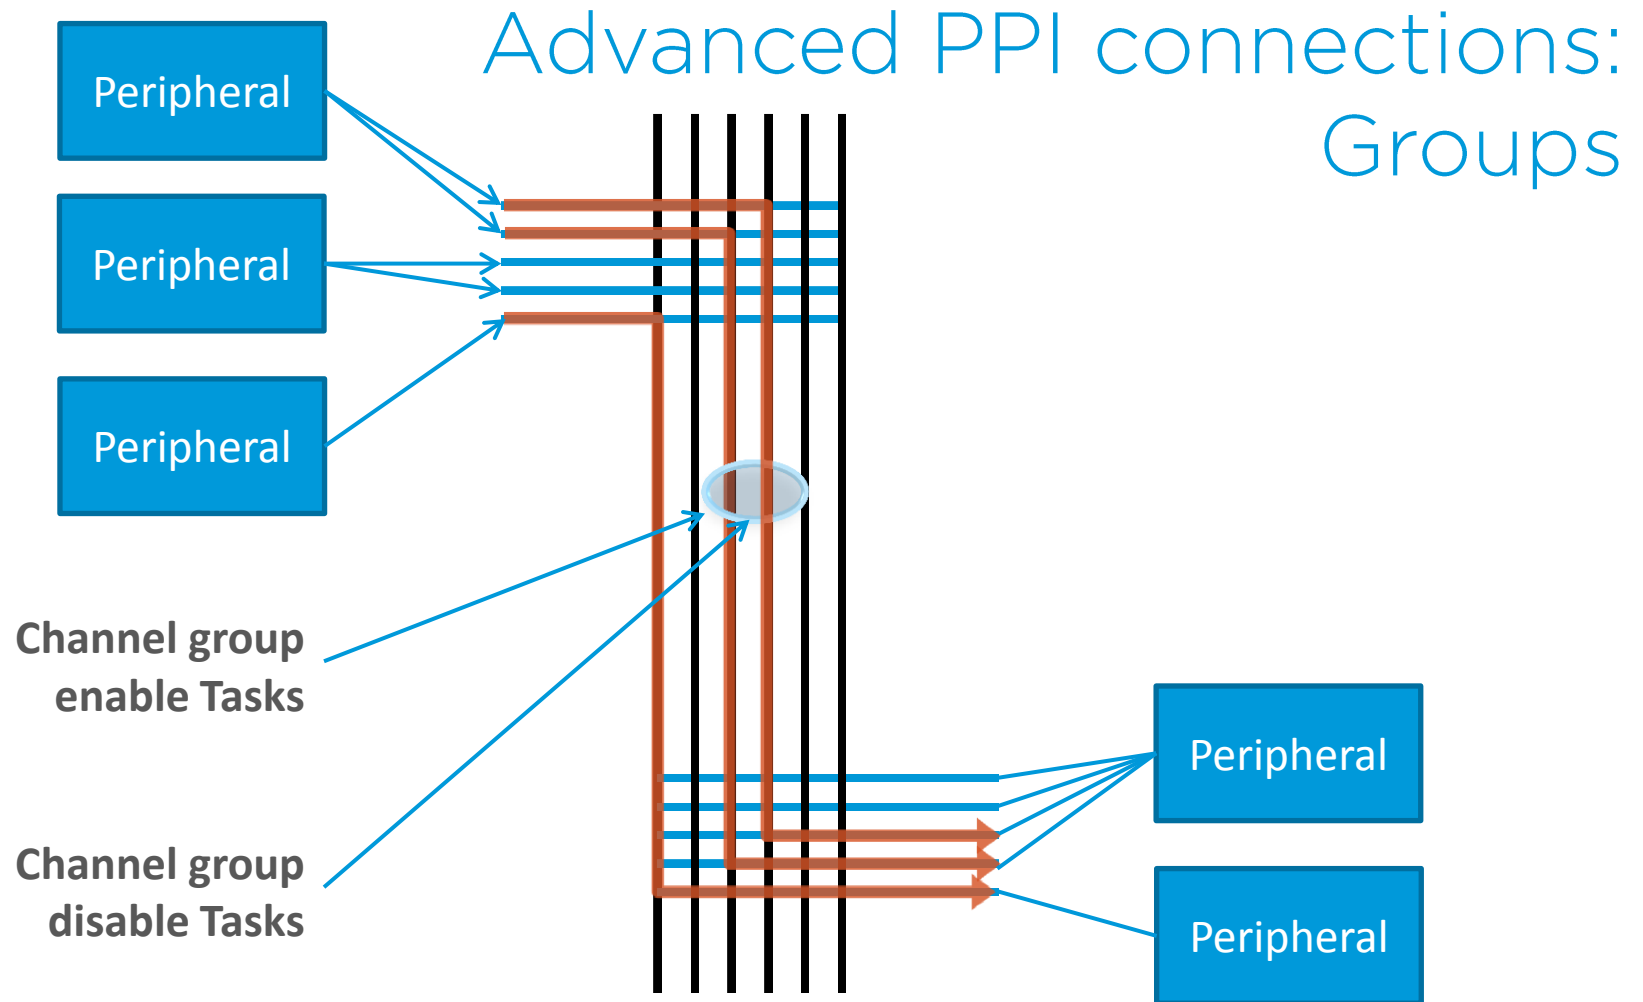 Advanced PPI connections:
Groups
Peripheral
Peripheral
Peripheral
Channel group
enable Tasks
Channel group
disable Tasks
Peripheral
Peripheral